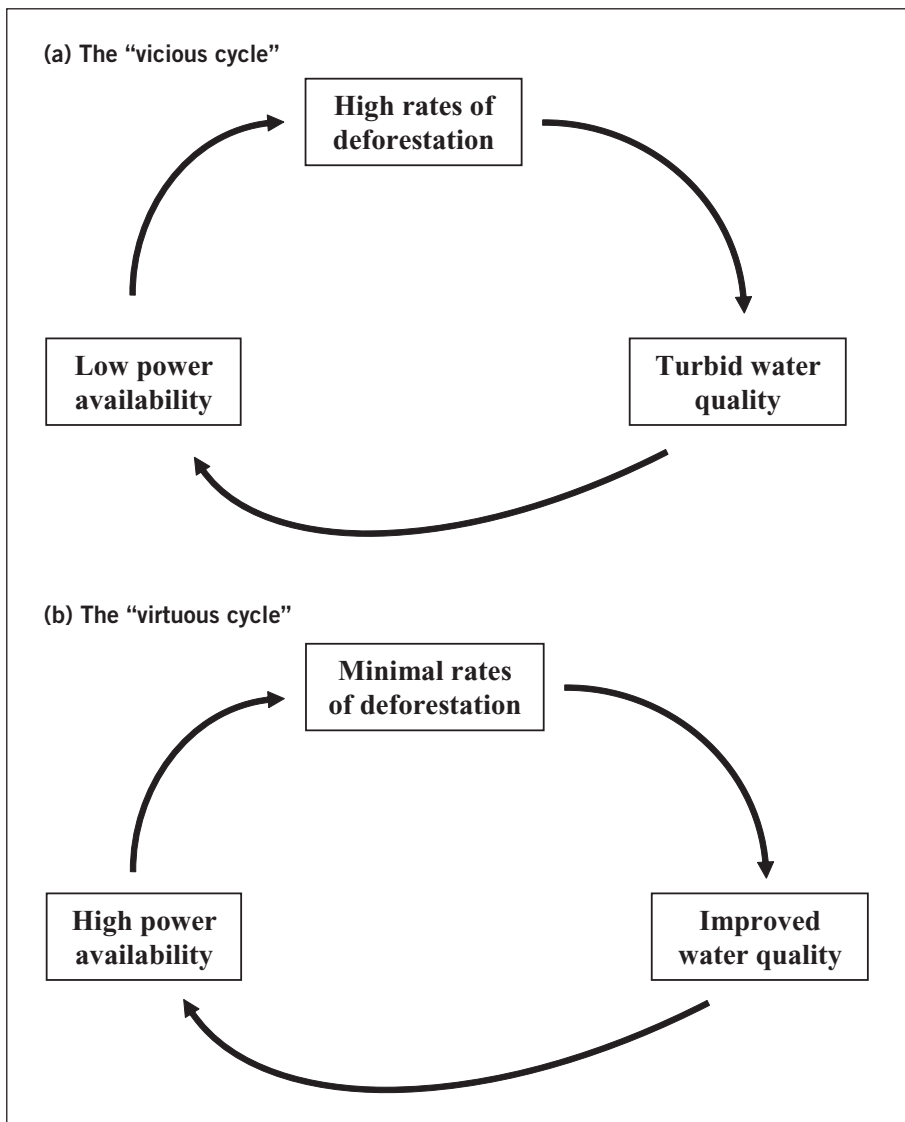 (a) The “vicious cycle”
High rates of
deforestation
Low power
availability
Turbid water
quality
(b) The “virtuous cycle”
Minimal rates
of deforestation
High power
availability
Improved
water quality